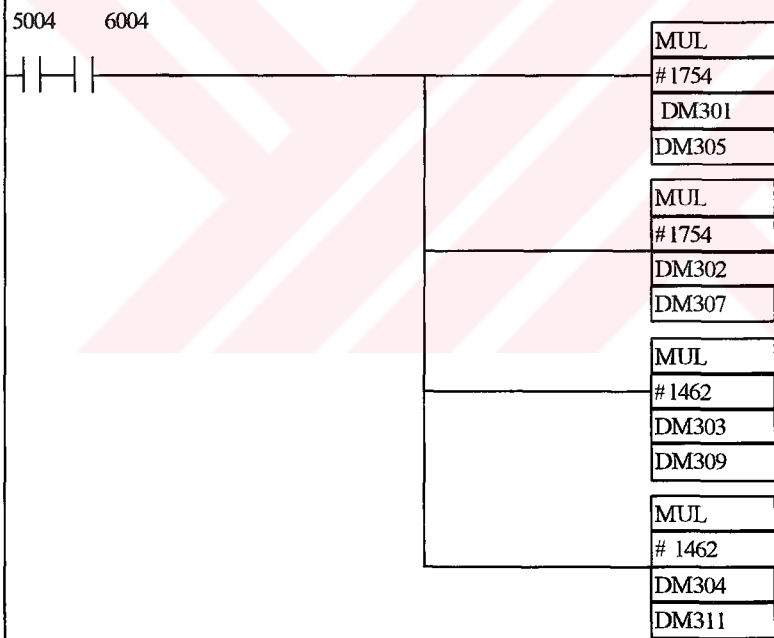 5004 6004
MUL
#1754
DM301
DM305
MUL
#1754
DM302
DM307
MUL
#1462
DM303
DM309
MUL
# 1462
DM304
DM311